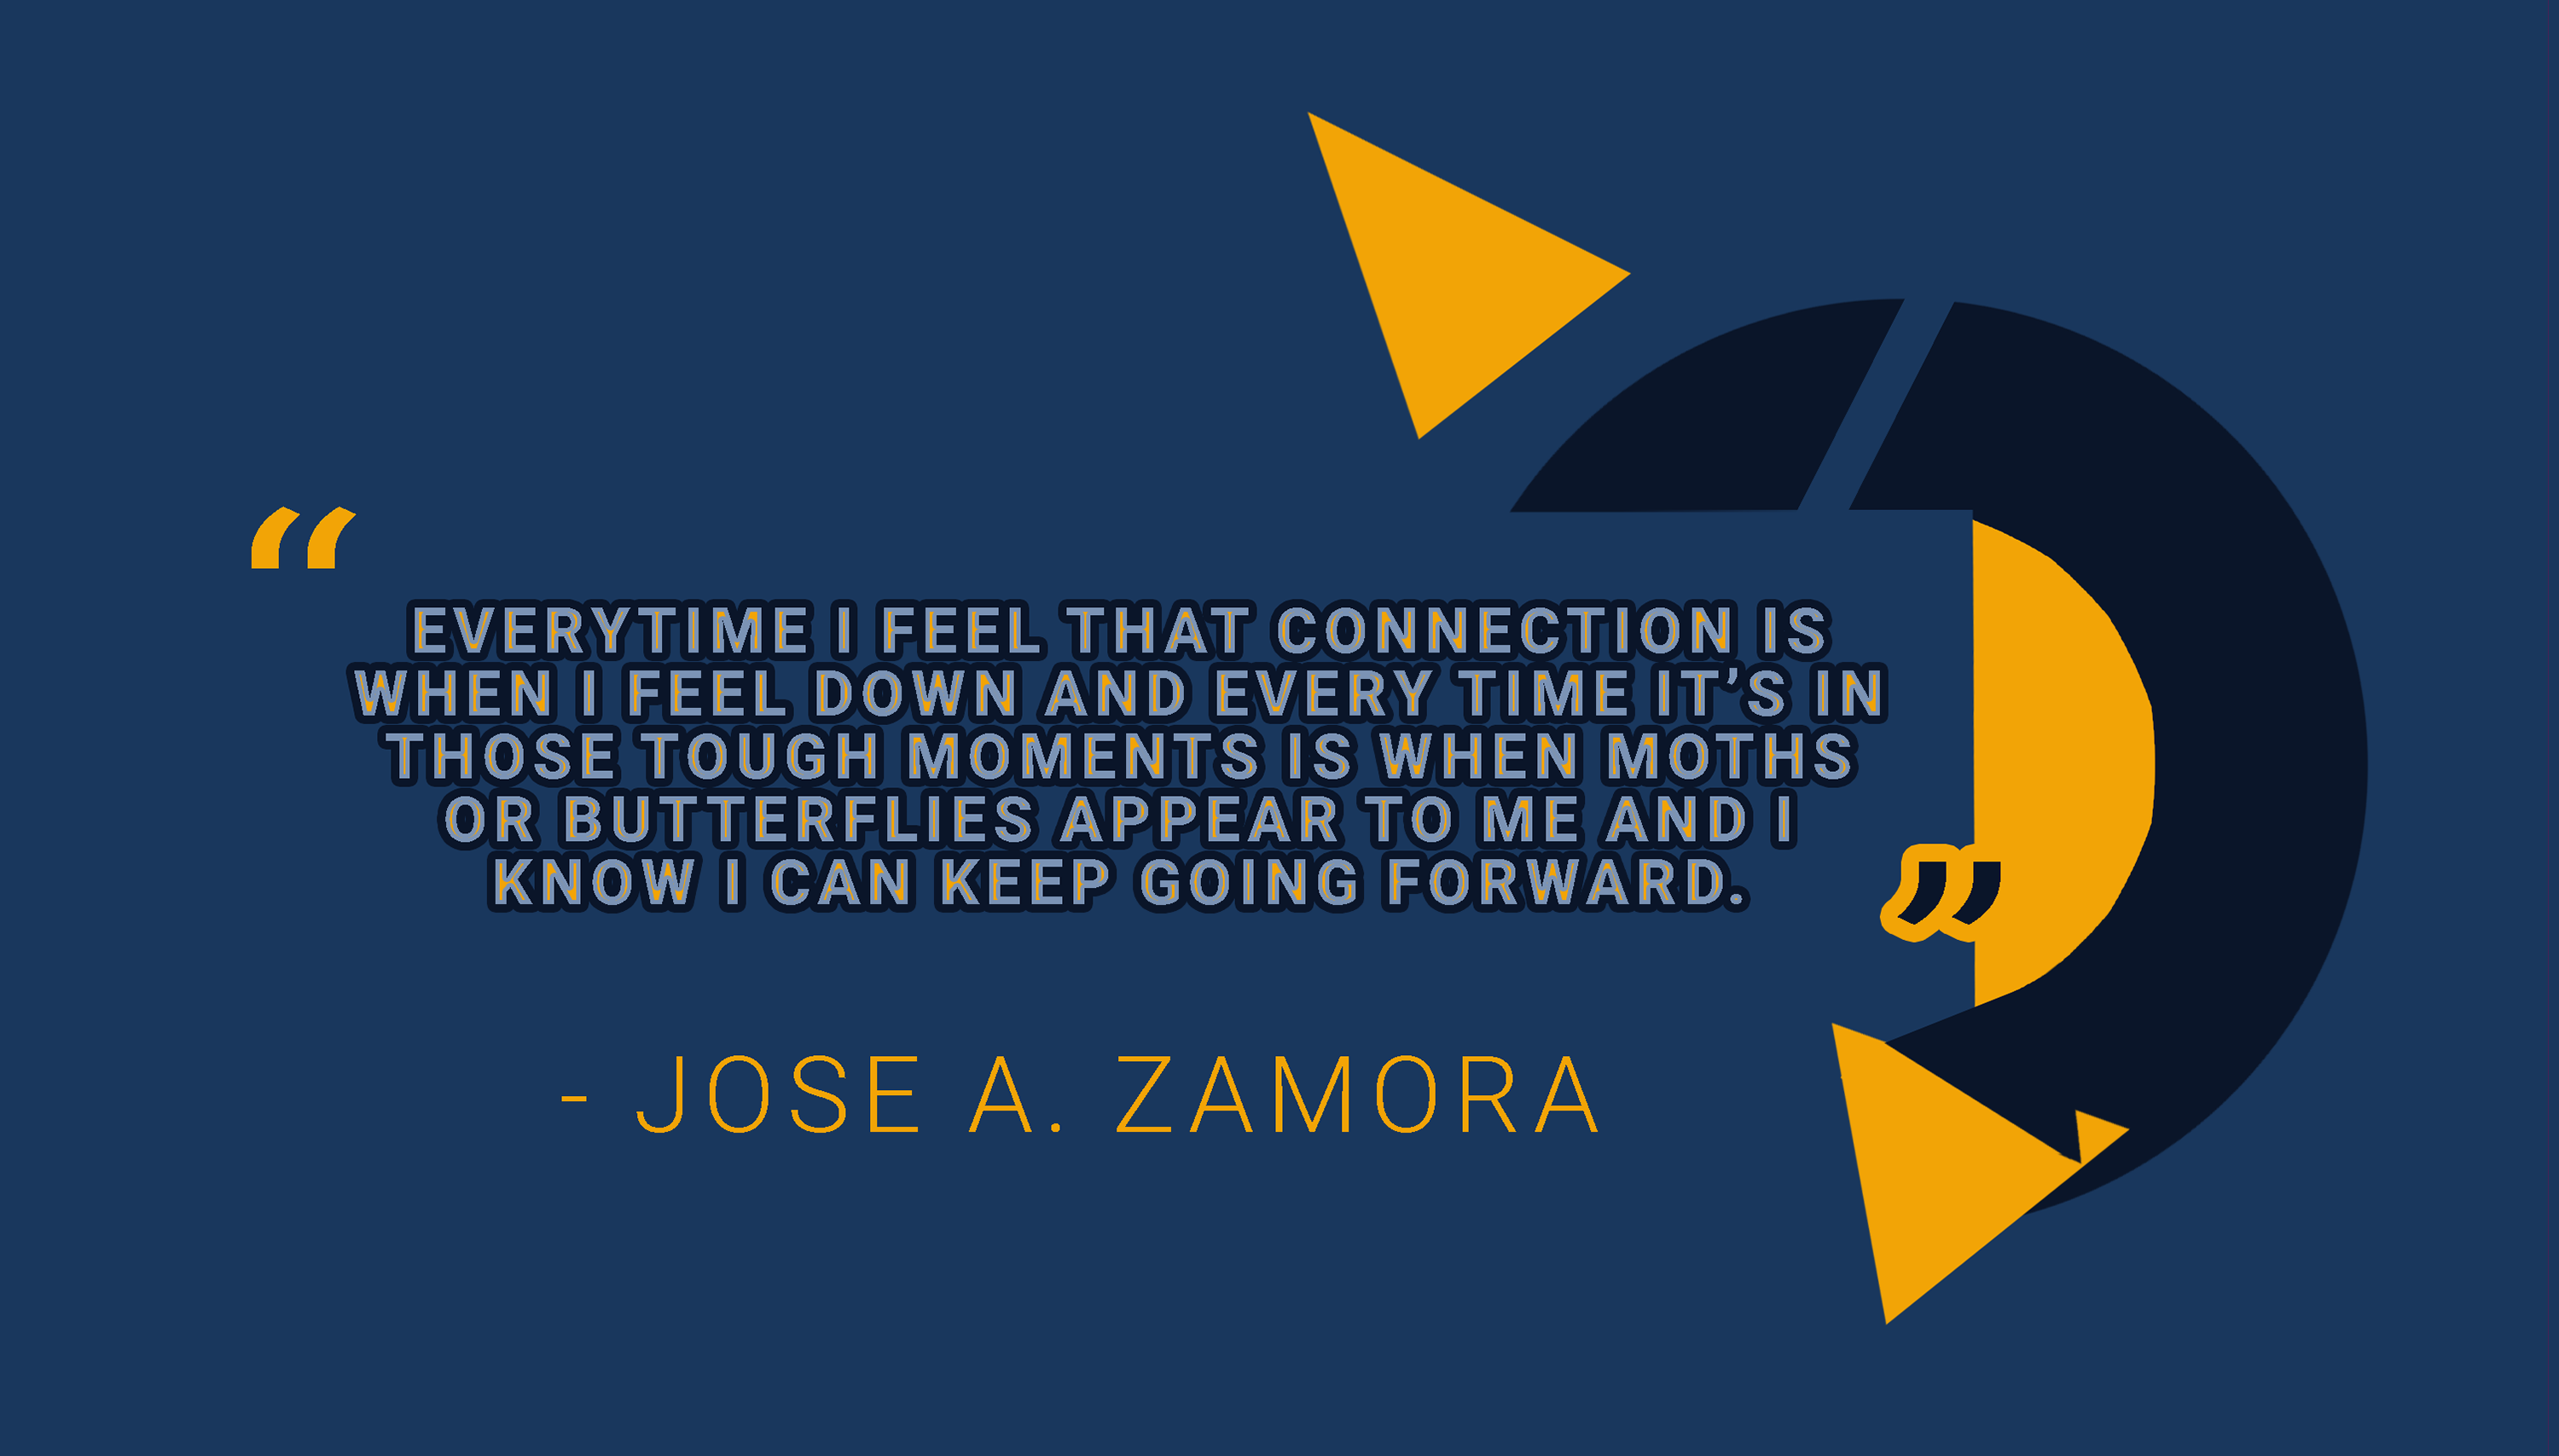 “
EVERYTIME I FEEL THAT CONNECTION IS
WHEN I FEEL DOWN AND EVERY TIME IT’S IN
THOSE TOUGH MOMENTS IS WHEN MOTHS
OR BUTTERFLIES APPEAR TO ME AND I
KNOW I CAN KEEP GOING FORWARD.
”
- JOSE A. ZAMORA